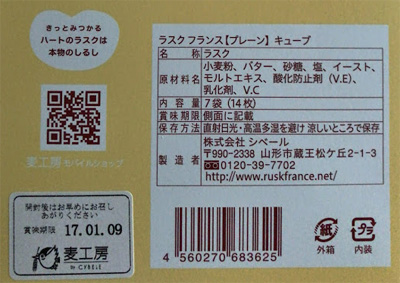 きっとみつかる
ハートのラスクは
本物のしるし
麦工房モバイルショップ
開封後はお早めにお召し
あがりください
賞味期限 17.01.09
麦工房
by CYBELE
ラスク フランス【プレーン】キューブ
名称 ラスク
原材料名 小麦粉、バター、砂糖、塩、イースト、
モルトエキス、酸化防止剤（V.E）、
乳化剤、V.C
内容量 7袋（14枚）
賞味期限 側面に記載
保存方法 直射日光・高温多湿を避け 涼しいところで保存
製造者 株式会社 シベール
〒990-2338 山形市蔵王松ケ丘2-1-3
0120-39-7702
http://www.ruskfrance.net/
4 560270 683625
紙
外箱
プラ
内装